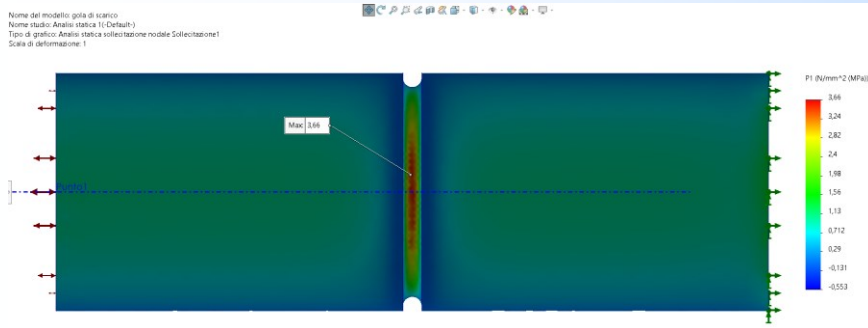 Nome del modello: gola di scarico
Nome studio: Analisi statica 1(-Default-)
Tipo di grafico: Analisi statica sollecitazione nodale Sollecitazione1
Scala di deformazione: 1
P1 (N/mm^2 (MPa))
3,66
3,24
2,82
2,4
1,98
1,56
1,13
0,712
0,29
-0,131
-0,553
Max: 3,66
Punto1